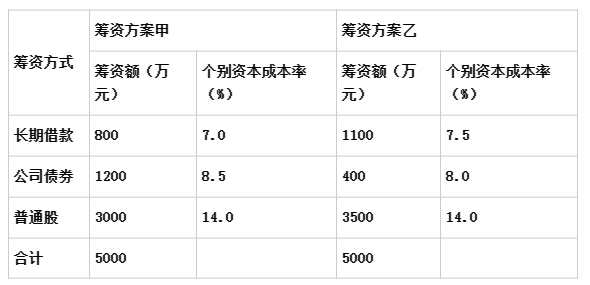 筹资方式 筹资方案甲 筹资方案乙
筹资额（万元） 个别资本成本率（%） 筹资额（万元） 个别资本成本率（%）
长期借款 800 7.0 1100 7.5
公司债券 1200 8.5 400 8.0
普通股 3000 14.0 3500 14.0
合计 5000 5000